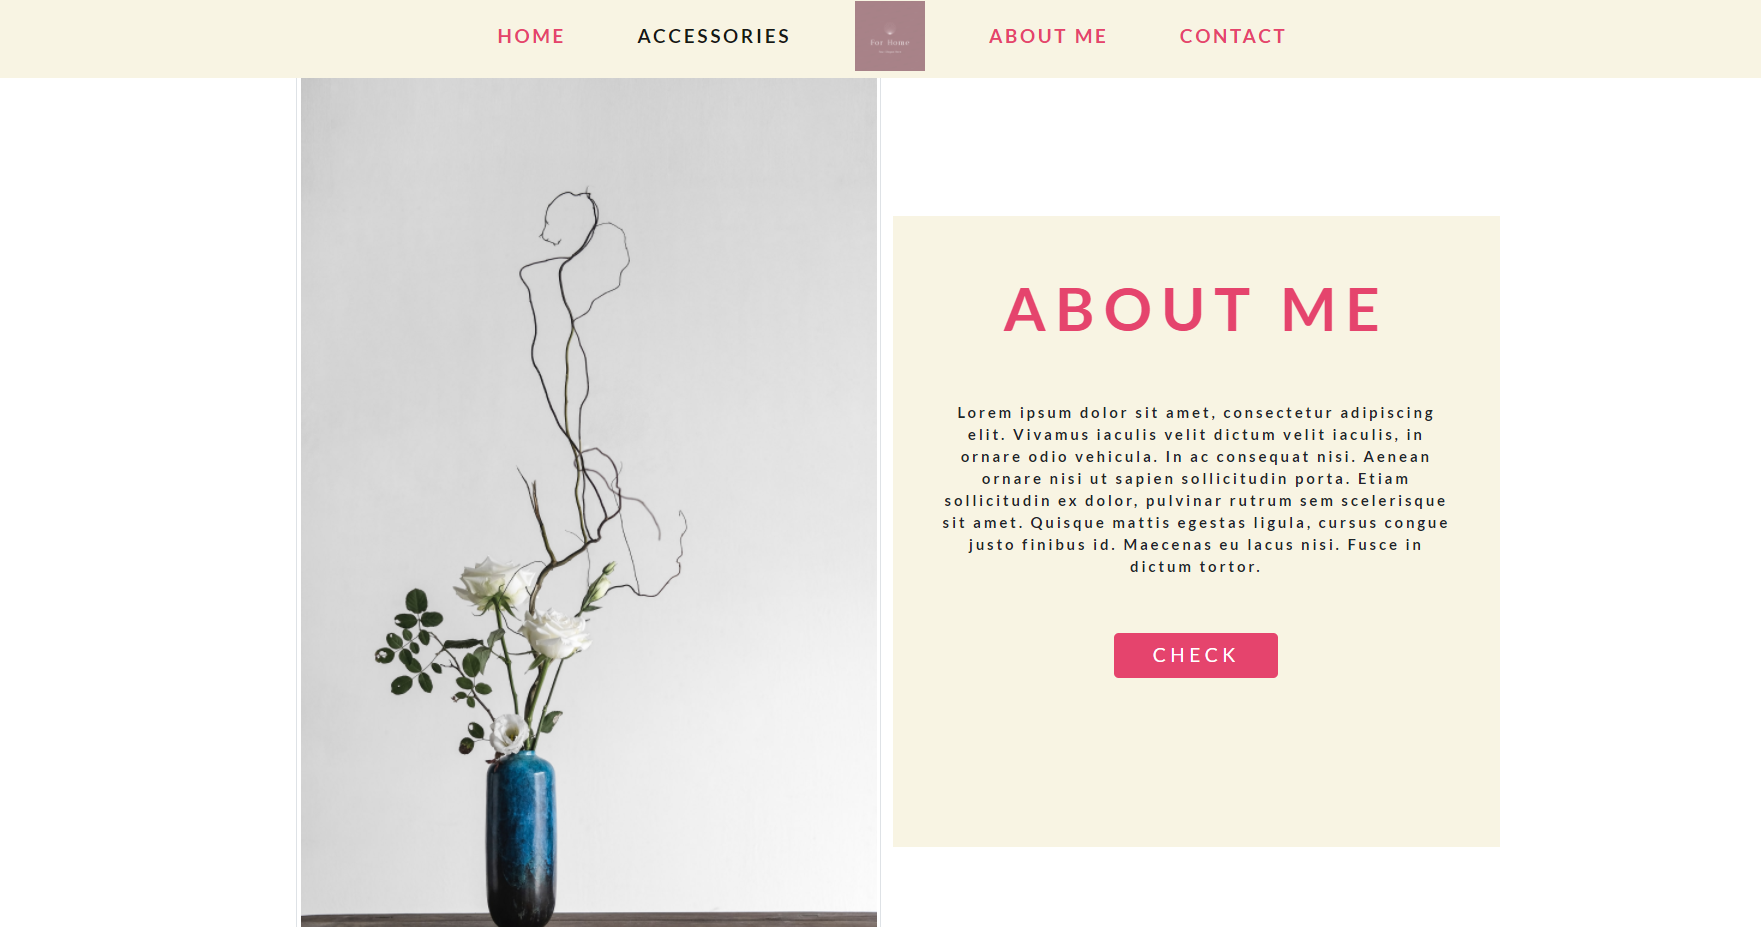 HOME
ACCESSORIES
For Home
ABOUT ME
CONTACT
ABOUT ME
Lorem ipsum dolor sit amet, consectetur adipiscing
elit. Vivamus iaculis velit dictum velit iaculis, in
ornare odio vehicula. In ac consequat nisi. Aenean
ornare nisi ut sapien sollicitudin porta. Etiam
sollicitudin ex dolor, pulvinar rutrum sem scelerisque
sit amet. Quisque mattis egestas ligula, cursus congue
justo finibus id. Maecenas eu lacus nisi. Fusce in
dictum tortor.
CHECK